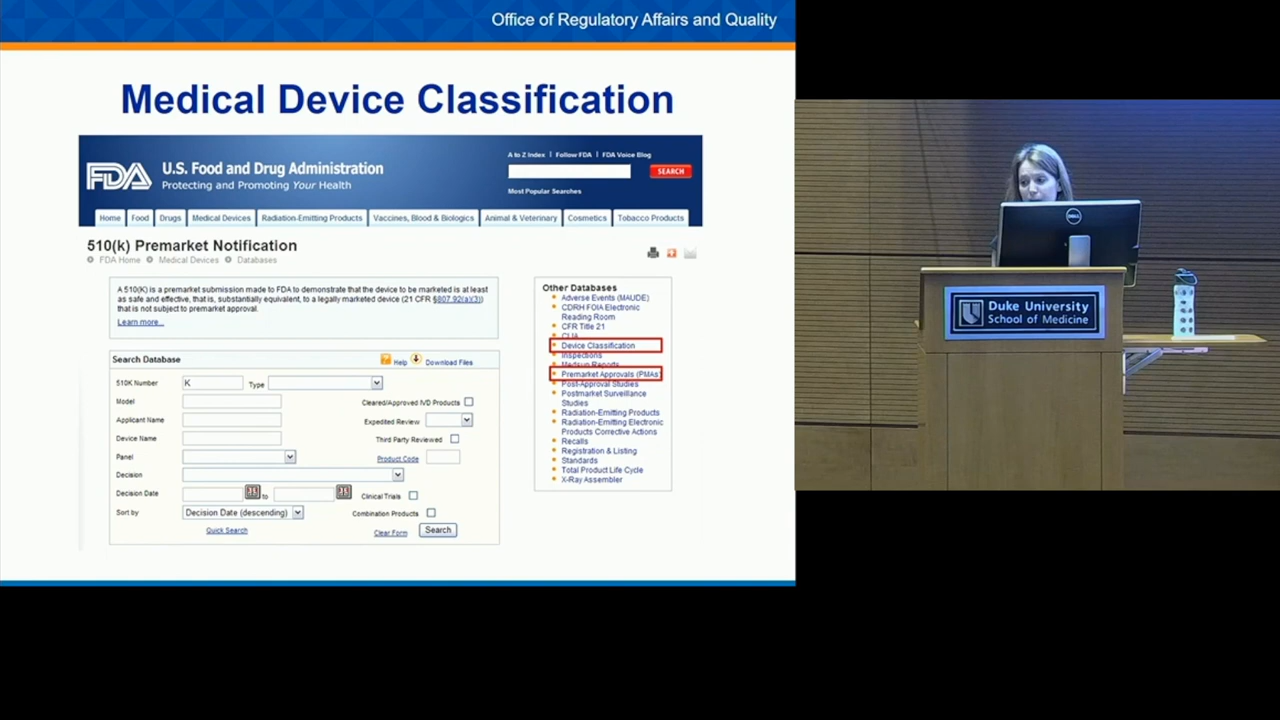 Office of Regulatory Affairs and Quality
Medical Device Classification
FDA
U.S. Food and Drug Administration
Protecting and Promoting Your Health
A to Z Index | Follow FDA | FDA Voice Blog
SEARCH
Most Popular Searches
Home Food Drugs Medical Devices Radiation-Emitting Products Vaccines, Blood & Biologics Animal & Veterinary Cosmetics Tobacco Products
510(k) Premarket Notification
FDA Home Medical Devices Databases
A 510(K) is a premarket submission made to FDA to demonstrate that the device to be marketed is at least
as safe and effective, that is, substantially equivalent, to a legally marketed device (21 CFR §807.92(a)(3))
that is not subject to premarket approval.
Learn more...
Search Database
Help Download Files
510K Number K Type
Model
Cleared/Approved IVD Products
Applicant Name
Expedited Review
Device Name
Third Party Reviewed
Panel
Product Code
Decision
Decision Date to
Clinical Trials
Sort by Decision Date (descending)
Combination Products
Quick Search
Clear Form Search
Other Databases
Adverse Events (MAUDE)
CDRH FOIA Electronic
Reading Room
CFR Title 21
CLIA
Device Classification
Inspections
Medsun Reports
Premarket Approvals (PMAs
Post-Approval Studies
Postmarket Surveillance
Studies
Radiation-Emitting Products
Radiation-Emitting Electronic
Products Corrective Actions
Recalls
Registration & Listing
Standards
Total Product Life Cycle
X-Ray Assembler
DELL
Duke University
School of Medicine